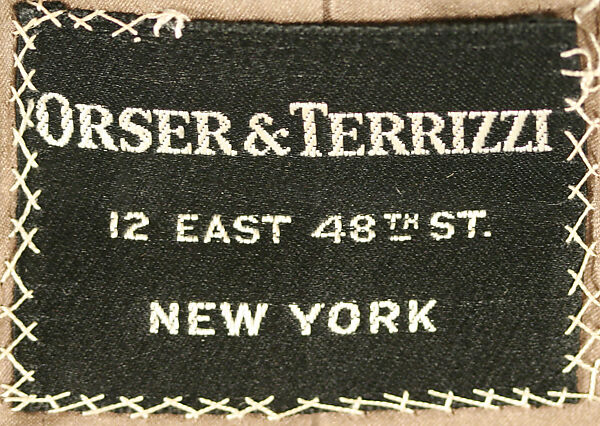 ORSER & TERRIZZI
12 EAST 48TH ST.
NEW YORK